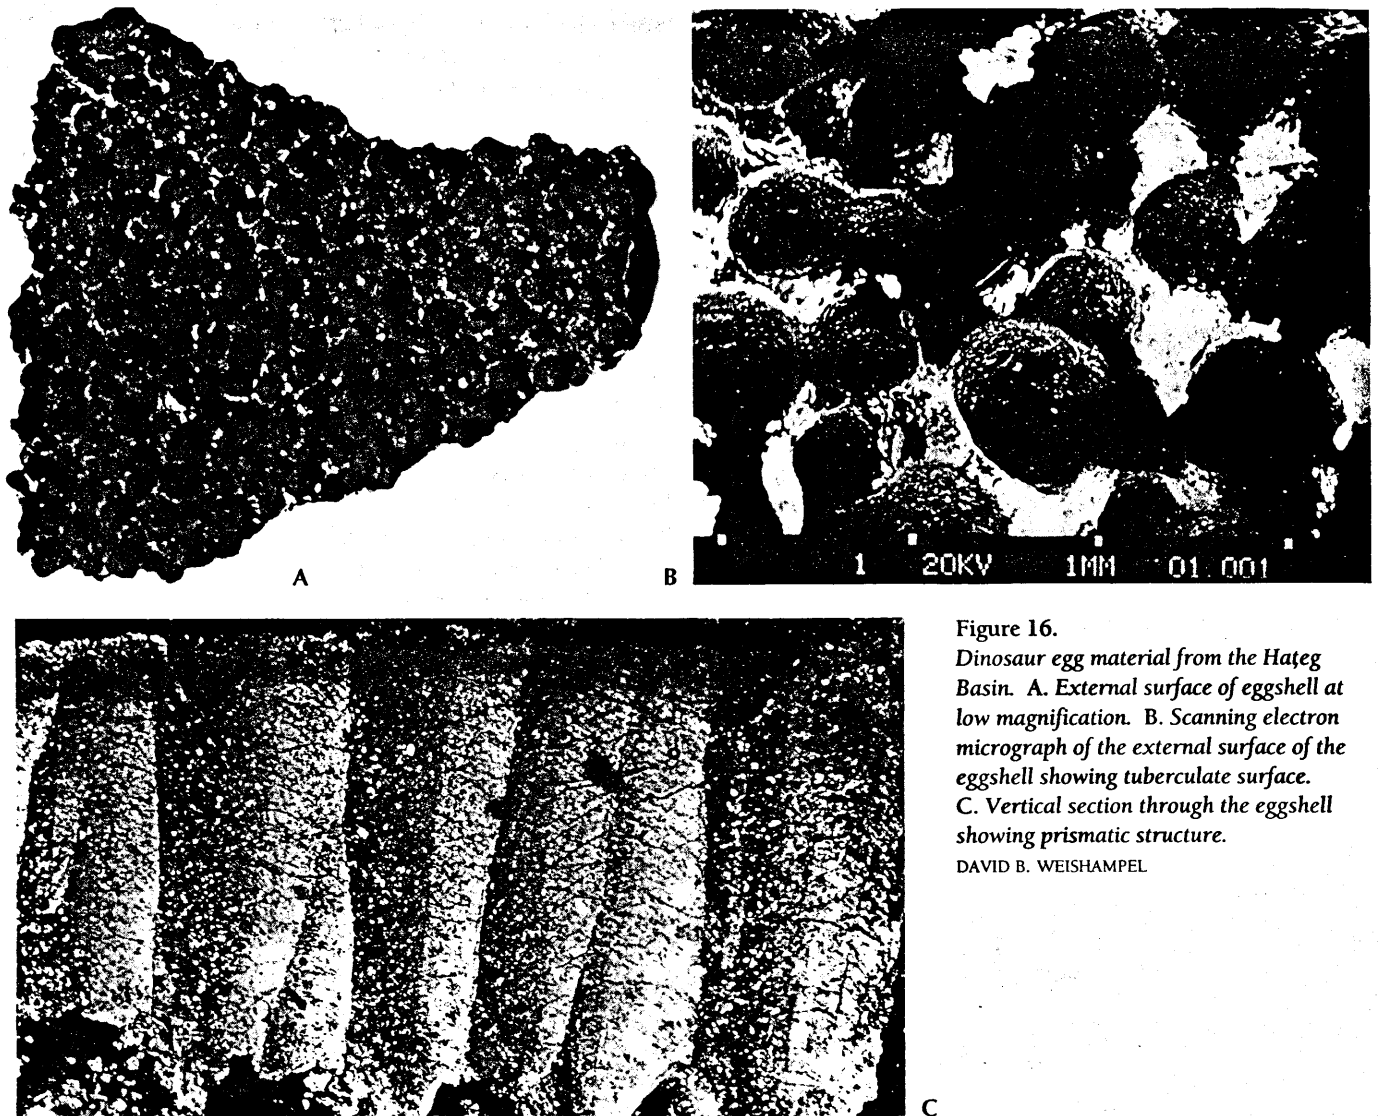 A
B
1 20KV 1MM 01 001
Figure 16.
Dinosaur egg material from the Haţeg
Basin. A. External surface of eggshell at
low magnification. B. Scanning electron
micrograph of the external surface of the
eggshell showing tuberculate surface.
C. Vertical section through the eggshell
showing prismatic structure.
DAVID B. WEISHAMPEL
C